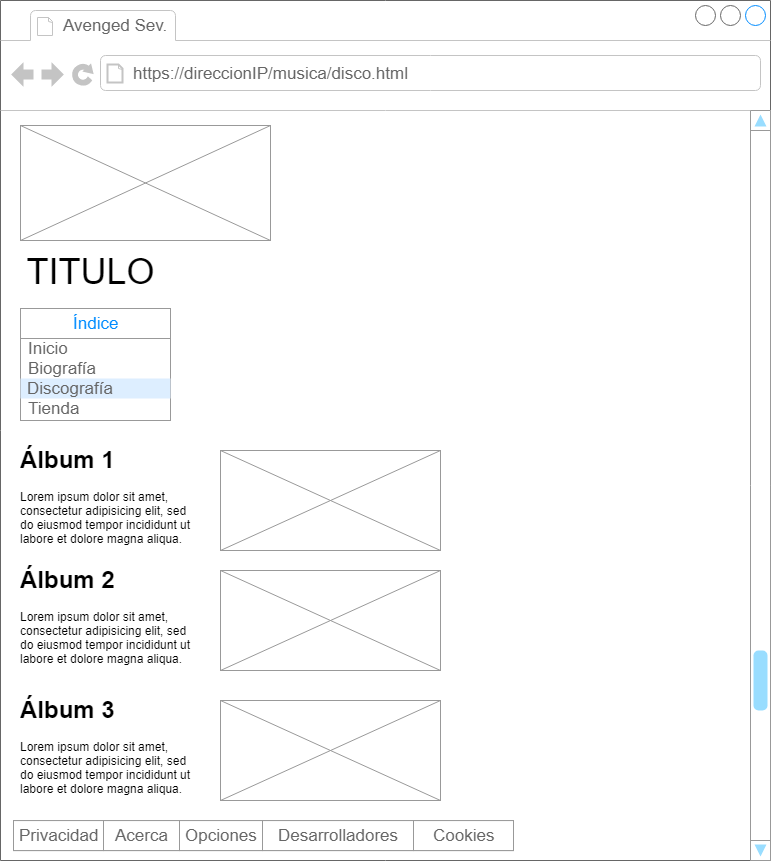 Avenged Sev.
https://direccionIP/musica/disco.html
TITULO
Índice
Inicio
Biografía
Discografía
Tienda
Álbum 1
Lorem ipsum dolor sit amet,
consectetur adipisicing elit, sed
do eiusmod tempor incididunt ut
labore et dolore magna aliqua.
Álbum 2
Lorem ipsum dolor sit amet,
consectetur adipisicing elit, sed
do eiusmod tempor incididunt ut
labore et dolore magna aliqua.
Álbum 3
Lorem ipsum dolor sit amet,
consectetur adipisicing elit, sed
do eiusmod tempor incididunt ut
labore et dolore magna aliqua.
Privacidad Acerca Opciones Desarrolladores Cookies